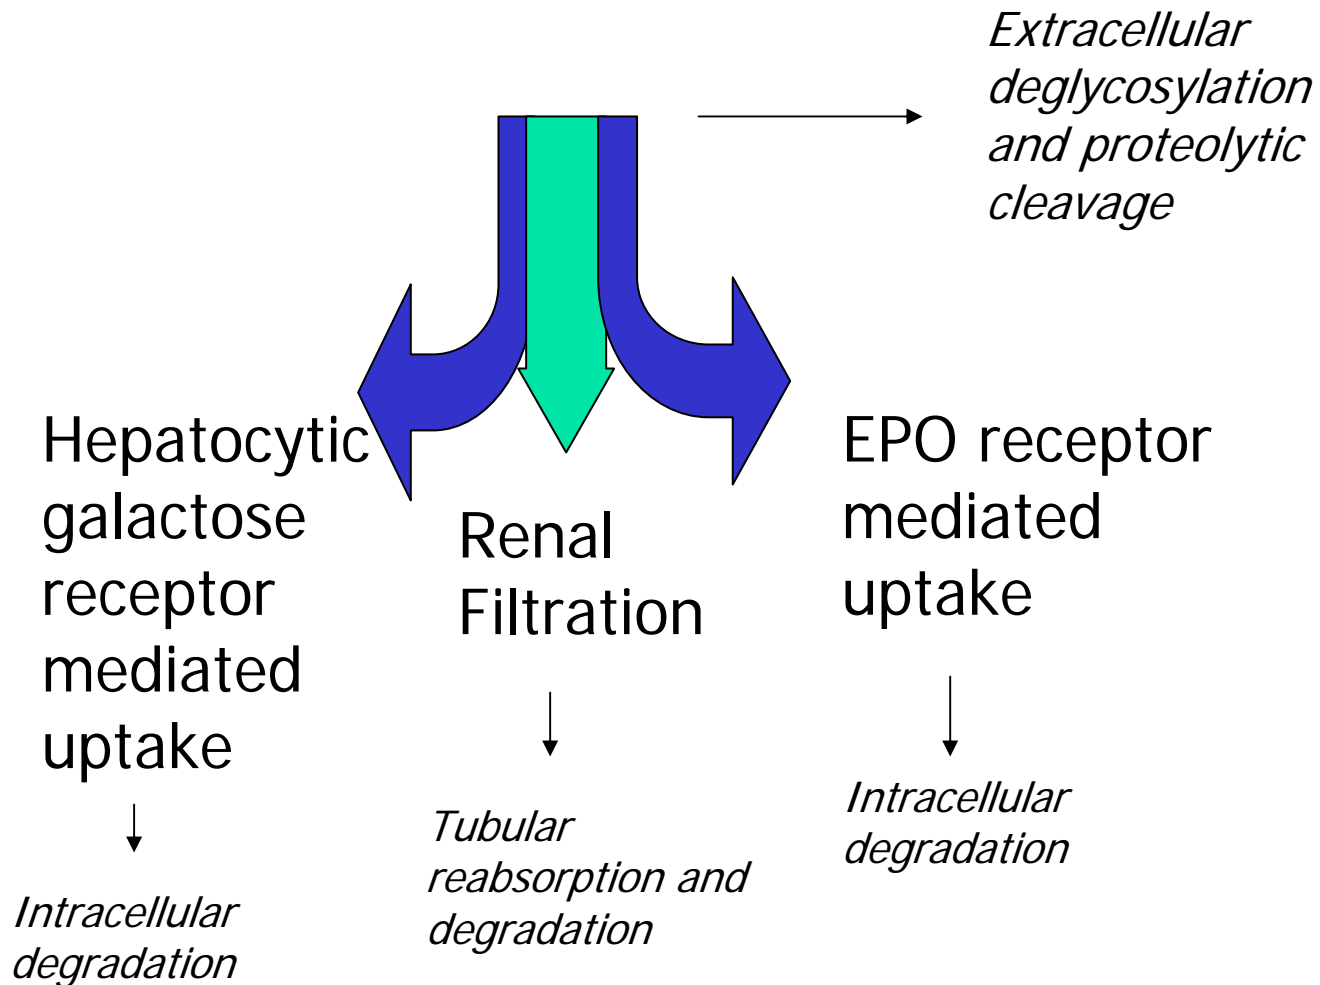 Extracellular
deglycosylation
and proteolytic
cleavage
Hepatocytic
galactose
receptor
mediated
uptake
Renal
Filtration
EPO receptor
mediated
uptake
Intracellular
degradation
Tubular
reabsorption and
degradation
Intracellular
degradation